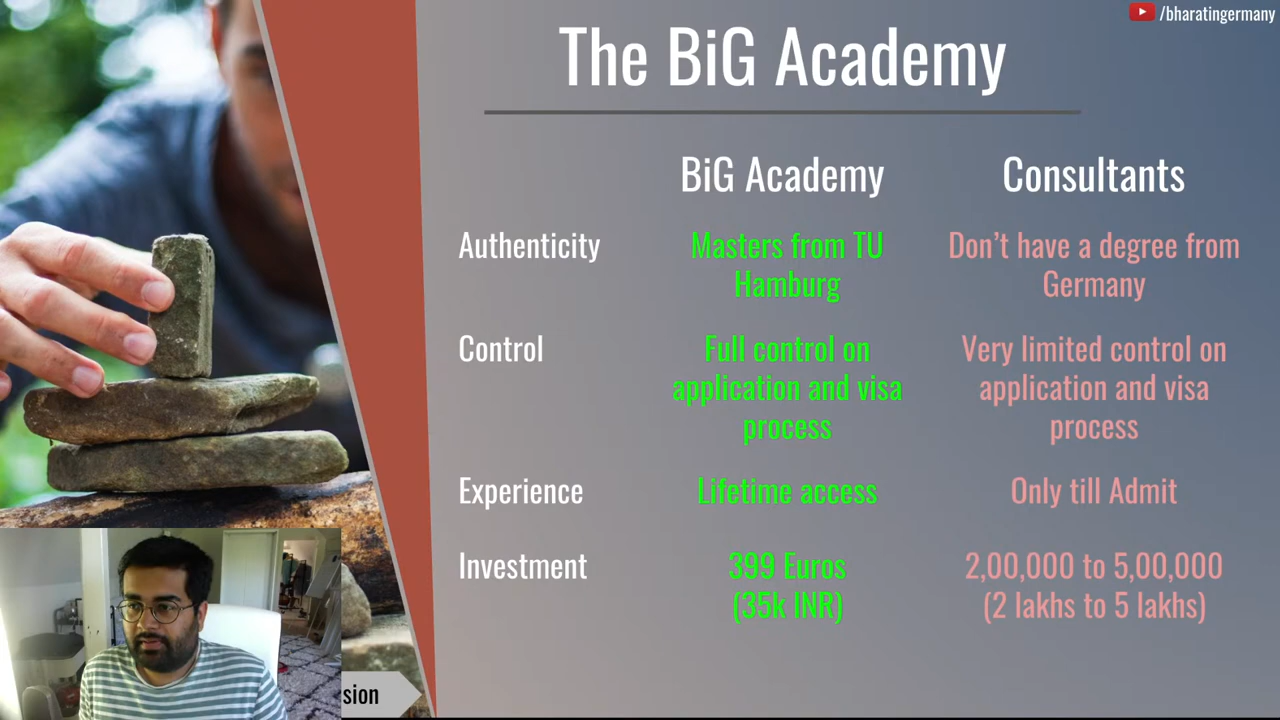 /bharatingermany
The BiG Academy
BiG Academy
Consultants
Authenticity
Masters from TU
Hamburg
Don't have a degree from
Germany
Control
Full control on
application and visa
process
Very limited control on
application and visa
process
Experience
Lifetime access
Only till Admit
Investment
399 Euros
(35k INR)
2,00,000 to 5,00,000
(2 lakhs to 5 lakhs)
sion